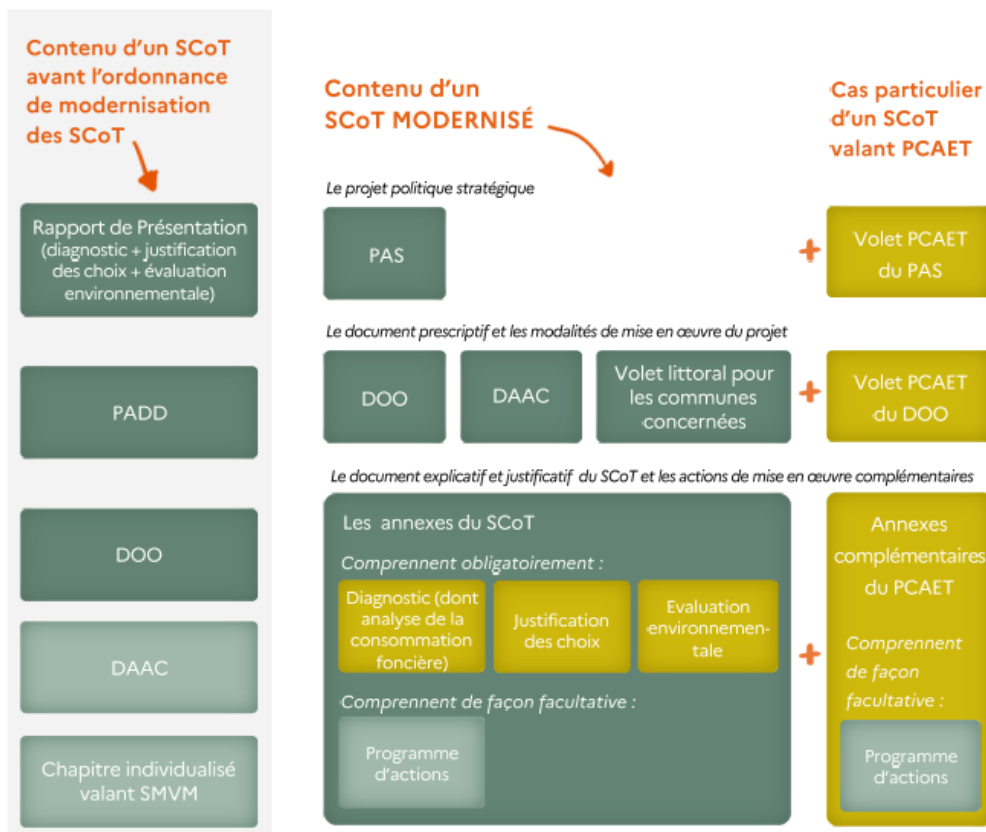 Contenu d'un SCoT
avant l'ordonnance
de modernisation
des SCoT
Rapport de Présentation
(diagnostic + justification
des choix + évaluation
environnementale)
PADD
DOO
DAAC
Chapitre individualisé
valant SMVM
Contenu d'un
SCoT MODERNISÉ
Le projet politique stratégique
PAS
Le document prescriptif et les modalités de mise en œuvre du projet
DOO
DAAC
Volet littoral pour
les communes
concernées
Le document explicatif et justificatif du SCoT et les actions de mise en œuvre complémentaires
Les annexes du SCoT
Comprennent obligatoirement :
Diagnostic (dont
analyse de la
consommation
foncière)
Justification
des choix
Evaluation
environnemen-
tale
Comprennent de façon facultative :
Programme
d'actions
Cas particulier
d'un SCoT
valant PCAET
+
Volet PCAET
du PAS
+
Volet PCAET
du DOO
+
Annexes
complémentaires
du PCAET
Comprennent
de façon
facultative :
Programme
d'actions